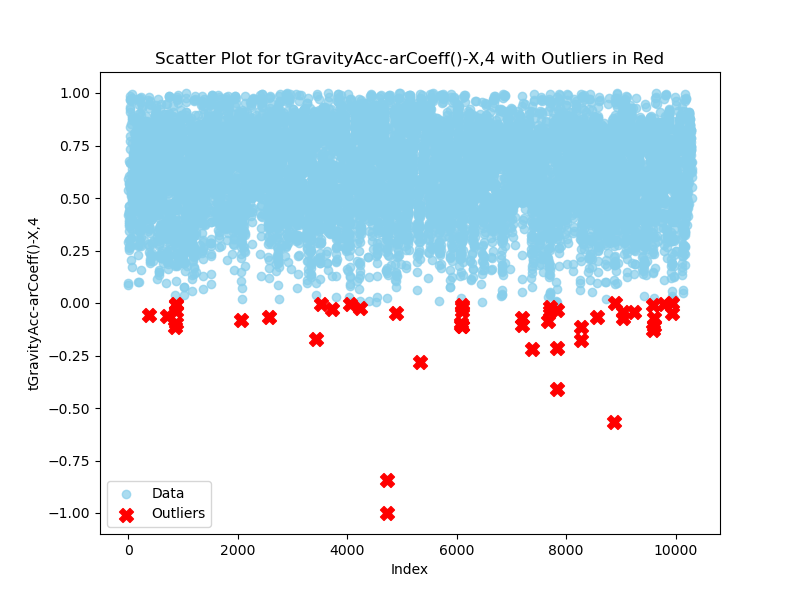 Scatter Plot for tGravityAcc-arCoeff()-X,4 with Outliers in Red
1.00
0.75
0.50
0.25
0.00
−0.25
−0.50
−0.75
−1.00
tGravityAcc-arCoeff()-X,4
Data
Outliers
0 2000 4000 6000 8000 10000
Index